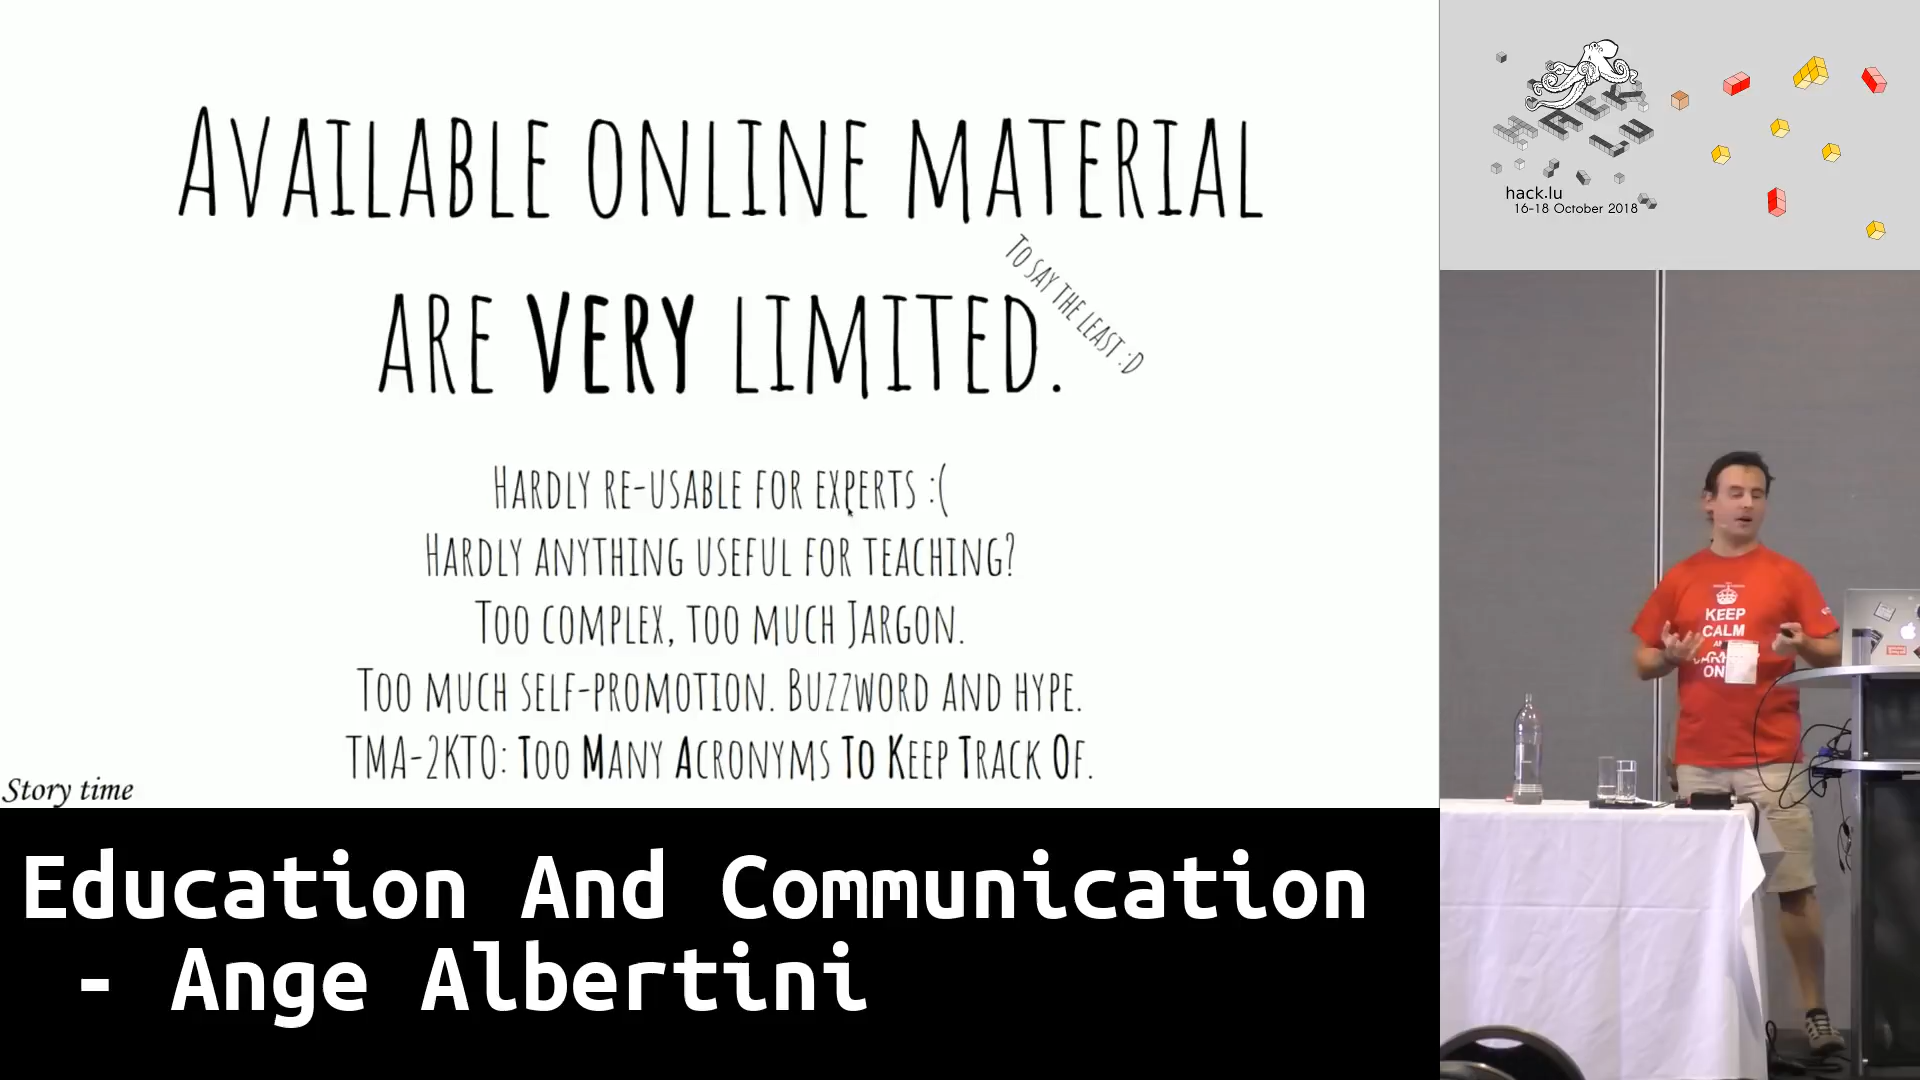 AVAILABLE ONLINE MATERIAL
ARE VERY LIMITED.
TO SAY THE LEAST :D
HARDLY RE-USABLE FOR EXPERTS :(
HARDLY ANYTHING USEFUL FOR TEACHING?
TOO COMPLEX, TOO MUCH JARGON.
TOO MUCH SELF-PROMOTION. BUZZWORD AND HYPE.
TMA-2KTO: TOO MANY ACRONYMS TO KEEP TRACK OF.
Story time
Education And Communication
- Ange Albertini
HACK
LU
hack.lu
16-18 October 2018
KEEP
CALM